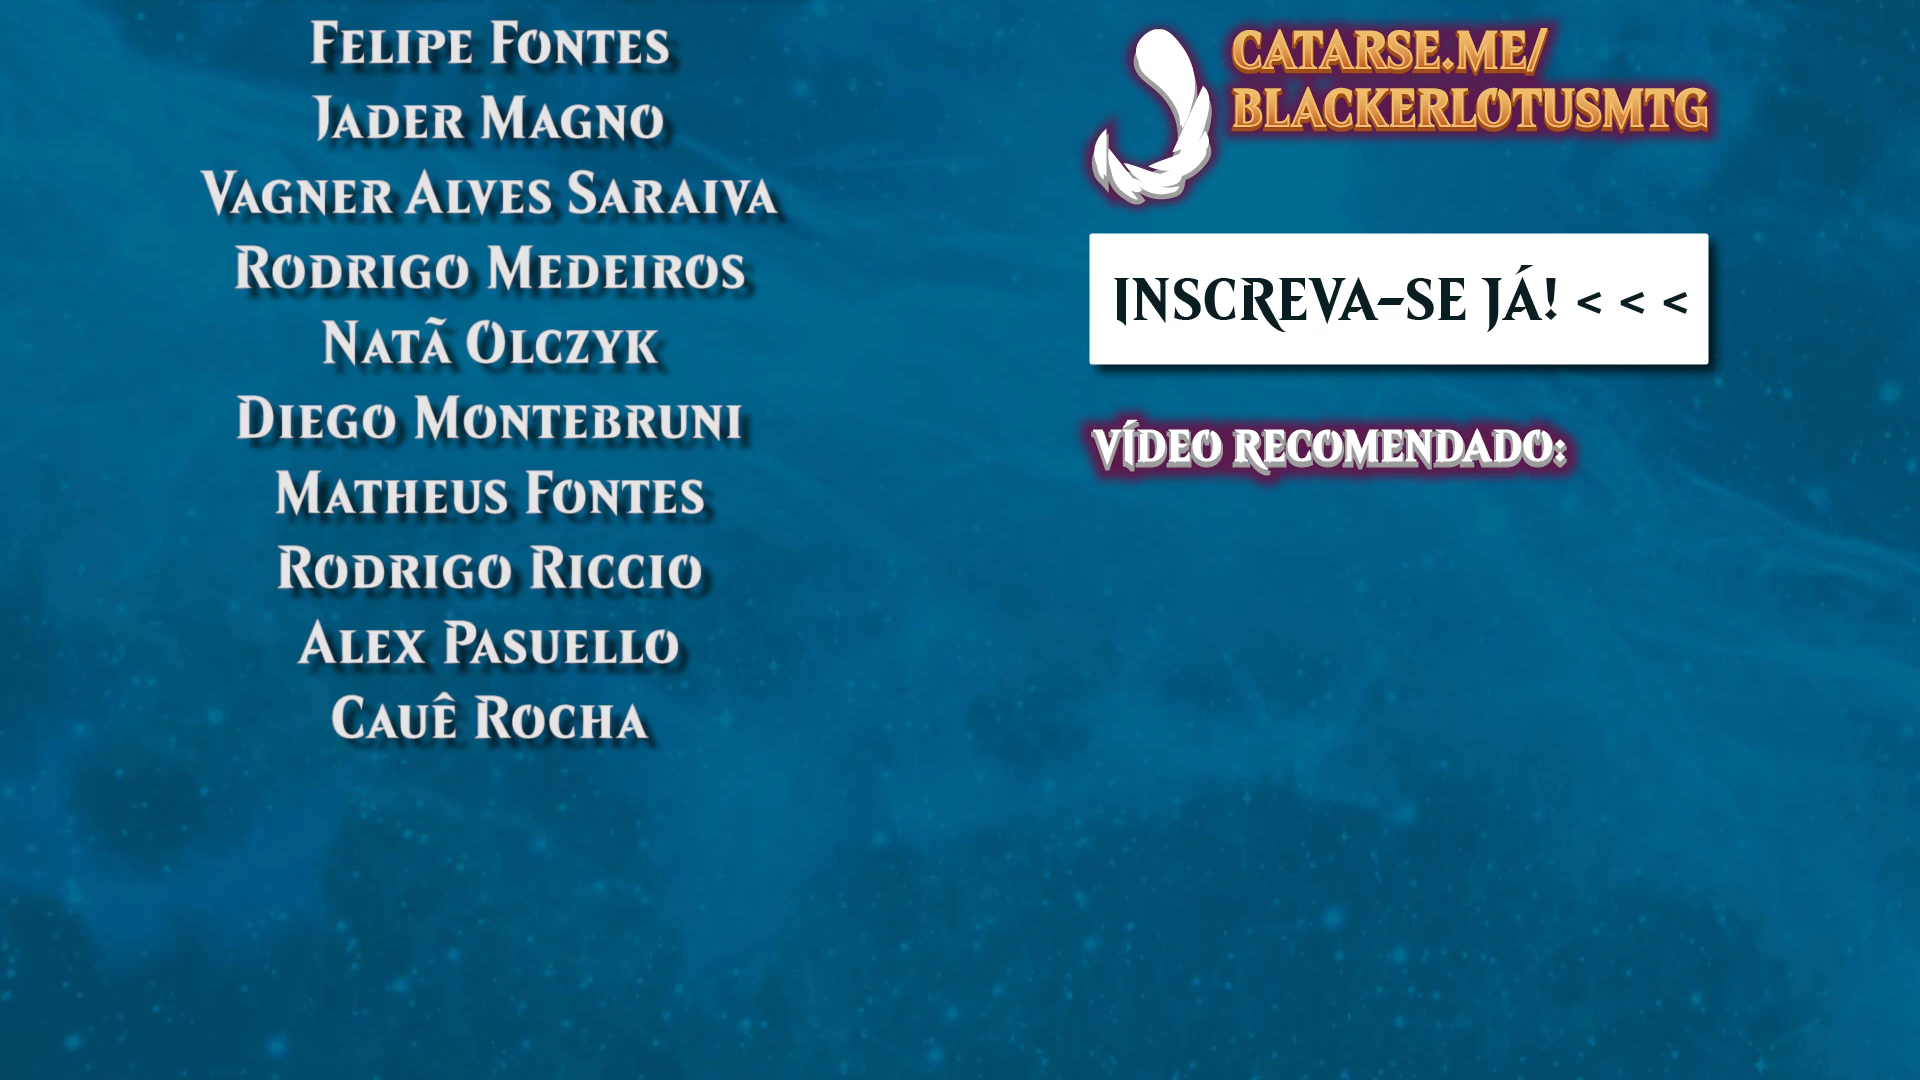 Felipe Fontes
Jader Magno
Vagner Alves Saraiva
Rodrigo Medeiros
Natã Olczyk
Diego Montebruni
Matheus Fontes
Rodrigo Riccio
Alex Pasuello
Cauê Rocha
CATARSE.ME/
BLACKERLOTUSMTG
INSCREVA-SE JÁ! < < <
VÍDEO RECOMENDADO: